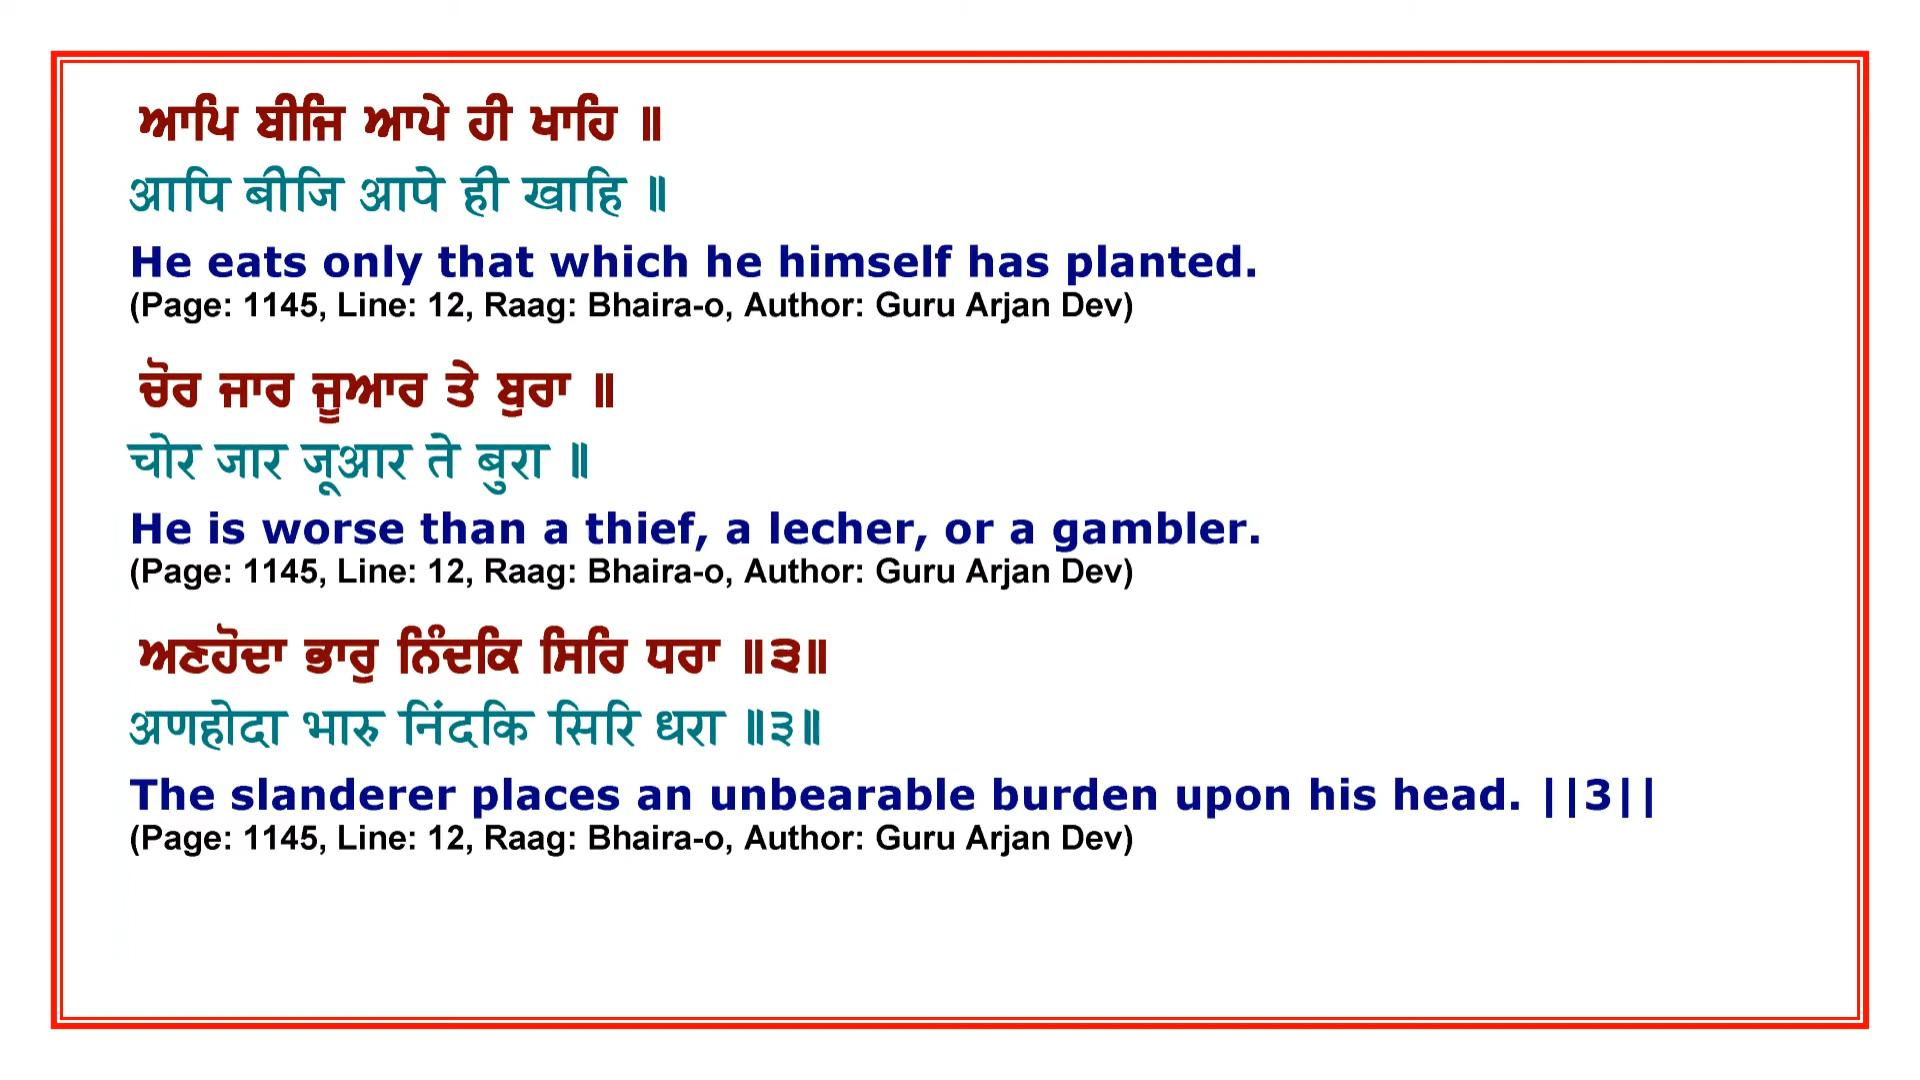 ਆਪਿ ਬੀਜਿ ਆਪੇ ਹੀ ਖਾਹਿ ॥
आपि बीजि आपे ही खाहि ॥
He eats only that which he himself has planted.
(Page: 1145, Line: 12, Raag: Bhaira-o, Author: Guru Arjan Dev)
ਚੋਰ ਜਾਰ ਜੂਆਰ ਤੇ ਬੁਰਾ ॥
चोर जार जूआर ते बुरा ॥
He is worse than a thief, a lecher, or a gambler.
(Page: 1145, Line: 12, Raag: Bhaira-o, Author: Guru Arjan Dev)
ਅਣਹੋਦਾ ਭਾਰੁ ਨਿੰਦਕਿ ਸਿਰਿ ਧਰਾ ॥੩॥
अणहोदा भारु निंदकि सिरि धरा ॥३॥
The slanderer places an unbearable burden upon his head. ||3||
(Page: 1145, Line: 12, Raag: Bhaira-o, Author: Guru Arjan Dev)